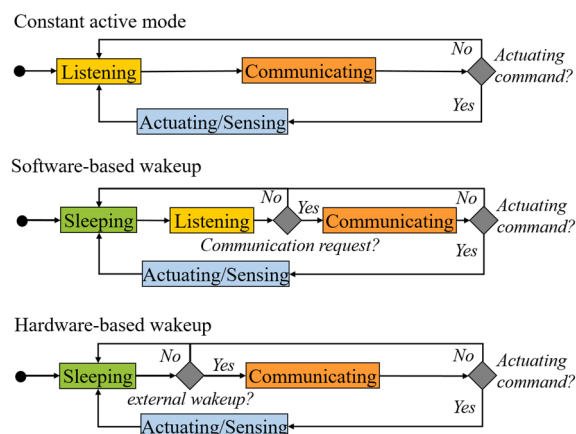 Constant active mode
No
Actuating
command?
Listening
Communicating
Yes
Actuating/Sensing
Software-based wakeup
No
Yes
No
Actuating
command?
Sleeping
Listening
Communicating
Communication request?
Yes
Actuating/Sensing
Hardware-based wakeup
No
Yes
No
Actuating
command?
Sleeping
Communicating
external wakeup?
Yes
Actuating/Sensing